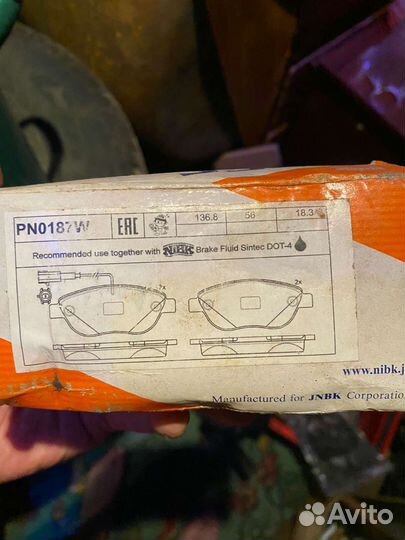 PN0187W EAC 136.8 56 18.3
Recommended use together with NiBK Brake Fluid Sintec DOT-4
2x 2x
www.nibk.j
Manufactured for JNBK Corporation
Avito